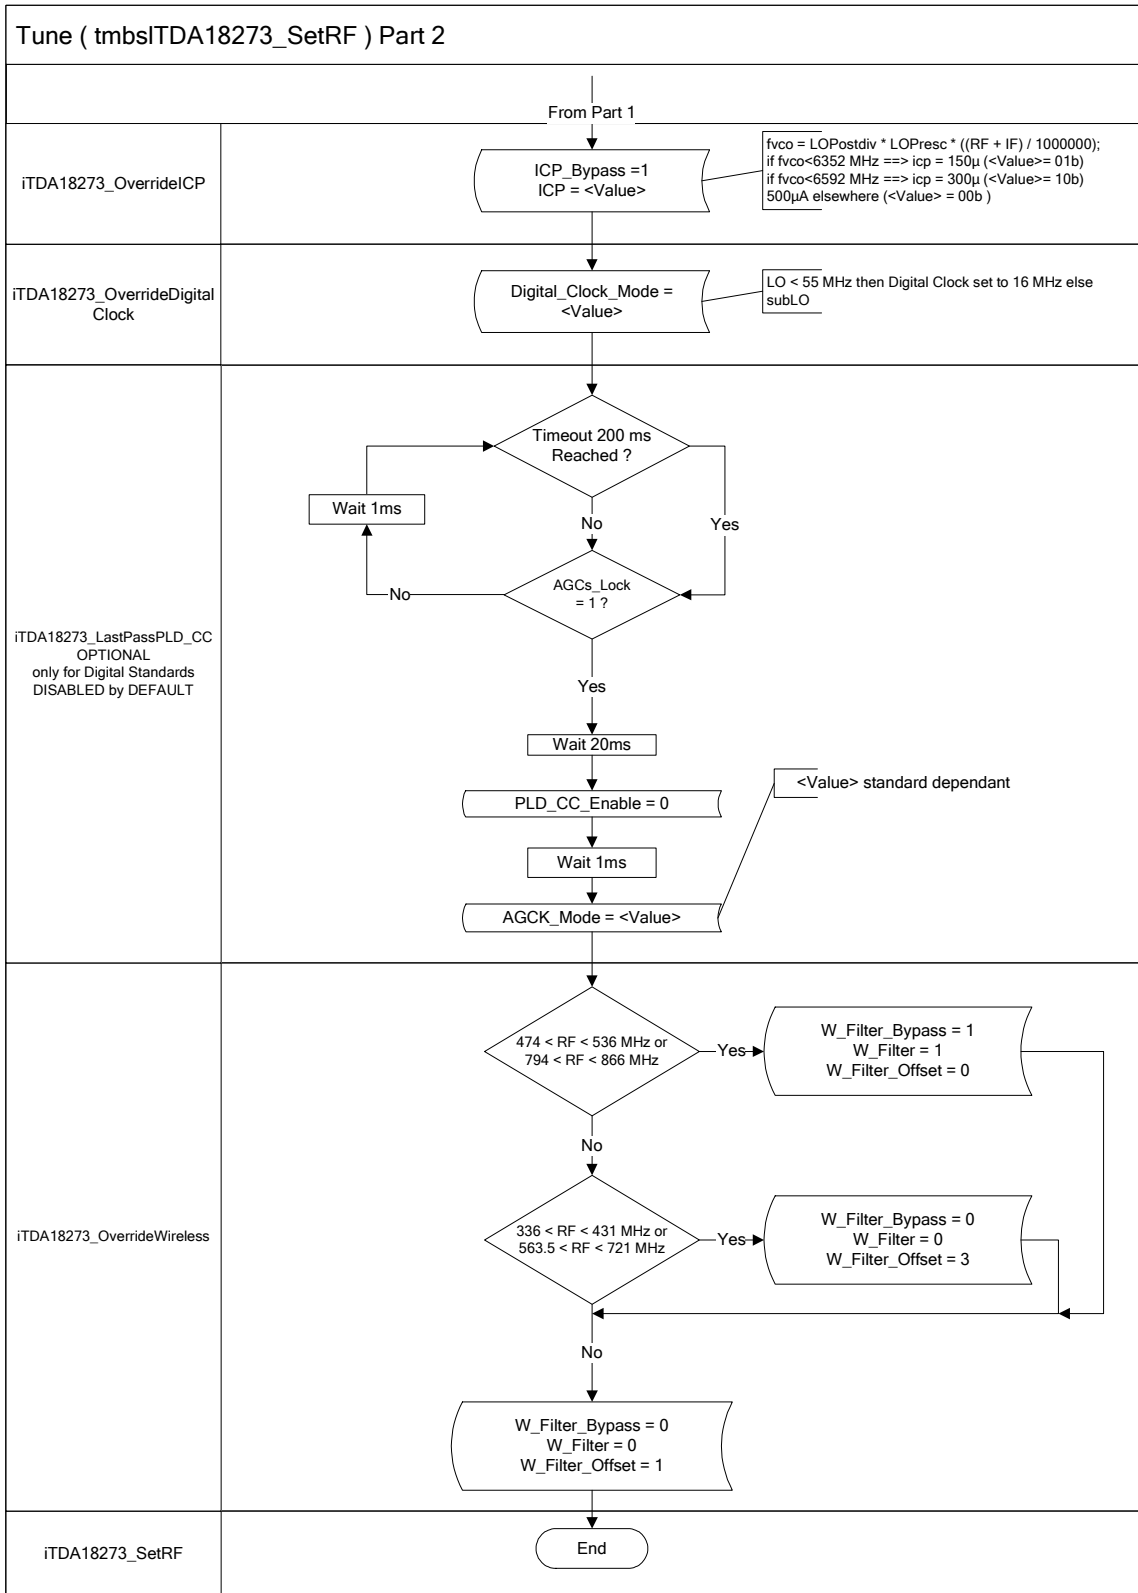 Tune ( tmbslTDA18273_SetRF ) Part 2
From Part 1
iTDA18273_OverrideICP
ICP_Bypass =1
ICP = <Value>
fvco = LOPostdiv * LOPresc * ((RF + IF) / 1000000);
if fvco<6352 MHz ==> icp = 150µ (<Value>= 01b)
if fvco<6592 MHz ==> icp = 300µ (<Value>= 10b)
500µA elsewhere (<Value> = 00b )
iTDA18273_OverrideDigital
Clock
Digital_Clock_Mode =
<Value>
LO < 55 MHz then Digital Clock set to 16 MHz else
subLO
Timeout 200 ms
Reached ?
Wait 1ms
No
Yes
AGCs_Lock
= 1 ?
No
Yes
iTDA18273_LastPassPLD_CC
OPTIONAL
only for Digital Standards
DISABLED by DEFAULT
Wait 20ms
<Value> standard dependant
PLD_CC_Enable = 0
Wait 1ms
AGCK_Mode = <Value>
474 < RF < 536 MHz or
794 < RF < 866 MHz
Yes
W_Filter_Bypass = 1
W_Filter = 1
W_Filter_Offset = 0
No
iTDA18273_OverrideWireless
336 < RF < 431 MHz or
563.5 < RF < 721 MHz
Yes
W_Filter_Bypass = 0
W_Filter = 0
W_Filter_Offset = 3
No
W_Filter_Bypass = 0
W_Filter = 0
W_Filter_Offset = 1
iTDA18273_SetRF
End